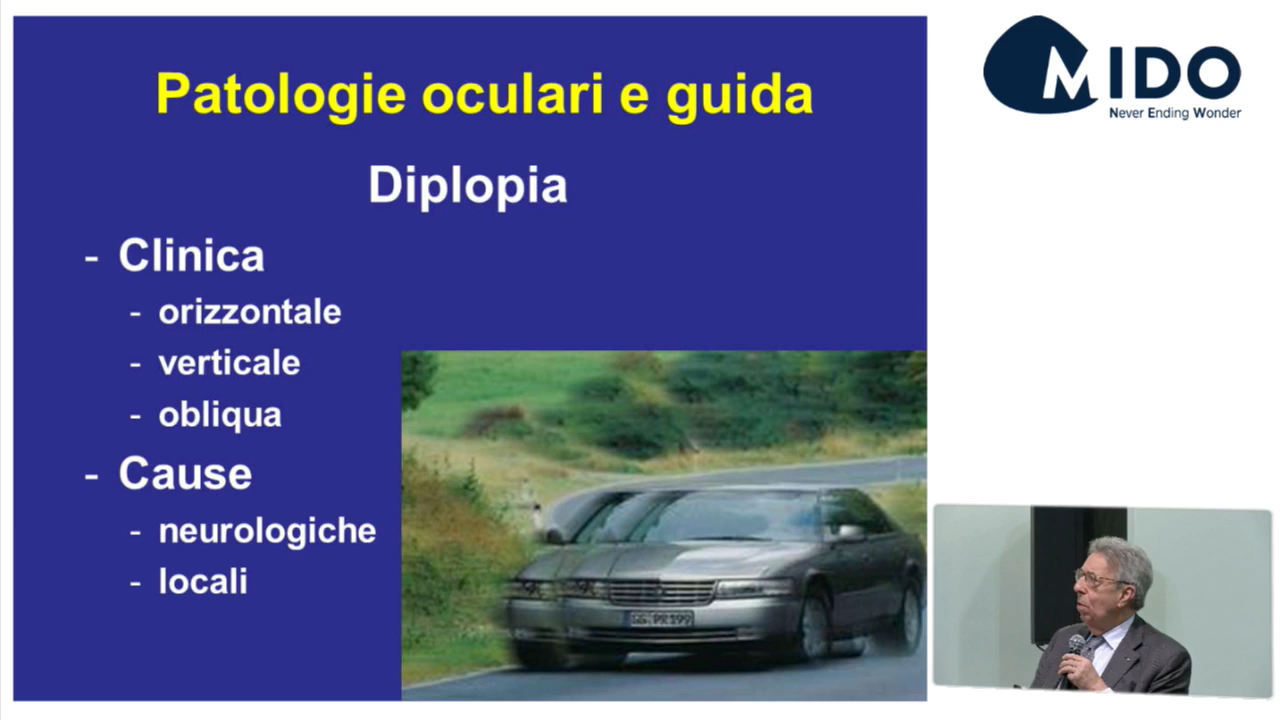 Patologie oculari e guida
Diplopia
- Clinica
- orizzontale
- verticale
- obliqua
- Cause
- neurologiche
- locali
MIDO
Never Ending Wonder